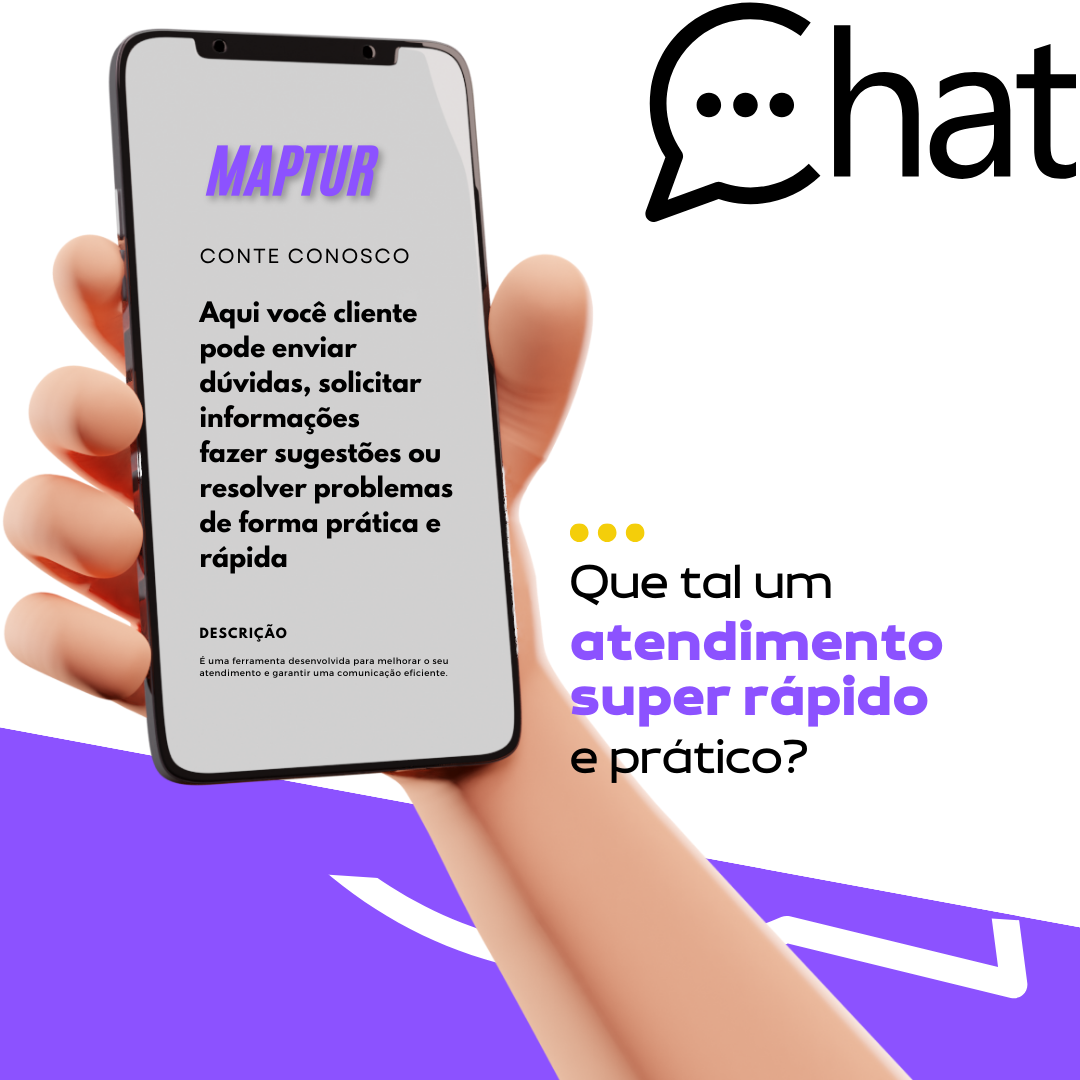 Chat
MAPTUR
CONTE CONOSCO
Aqui você cliente
pode enviar
dúvidas, solicitar
informações
fazer sugestões ou
resolver problemas
de forma prática e
rápida
DESCRIÇÃO
É uma ferramenta desenvolvida para melhorar o seu
atendimento e garantir uma comunicação eficiente.
Que tal um
atendimento
super rápido
e prático?